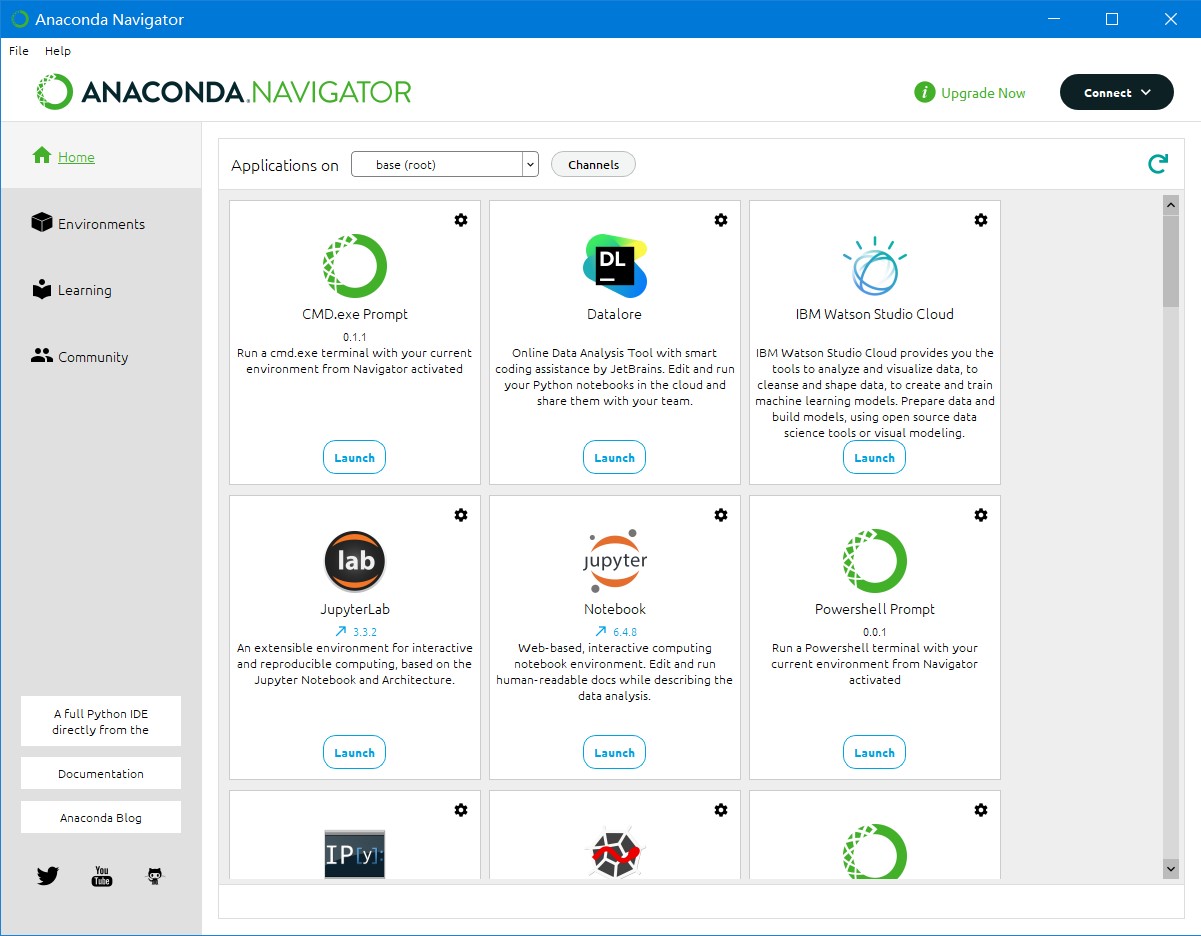 Anaconda Navigator
File Help
ANACONDA.NAVIGATOR
i Upgrade Now
Connect
Home
Environments
Learning
Community
A full Python IDE
directly from the
Documentation
Anaconda Blog
You
Tube
Applications on
base (root)
Channels
CMD.exe Prompt
0.1.1
Run a cmd.exe terminal with your current
environment from Navigator activated
Launch
DL
Datalore
Online Data Analysis Tool with smart
coding assistance by JetBrains. Edit and run
your Python notebooks in the cloud and
share them with your team.
Launch
IBM Watson Studio Cloud
IBM Watson Studio Cloud provides you the
tools to analyze and visualize data, to
cleanse and shape data, to create and train
machine learning models. Prepare data and
build models, using open source data
science tools or visual modeling.
Launch
lab
JupyterLab
3.3.2
An extensible environment for interactive
and reproducible computing, based on the
Jupyter Notebook and Architecture.
Launch
jupyter
Notebook
6.4.8
Web-based, interactive computing
notebook environment. Edit and run
human-readable docs while describing the
data analysis.
Launch
Powershell Prompt
0.0.1
Run a Powershell terminal with your
current environment from Navigator
activated
Launch
IP[y]: